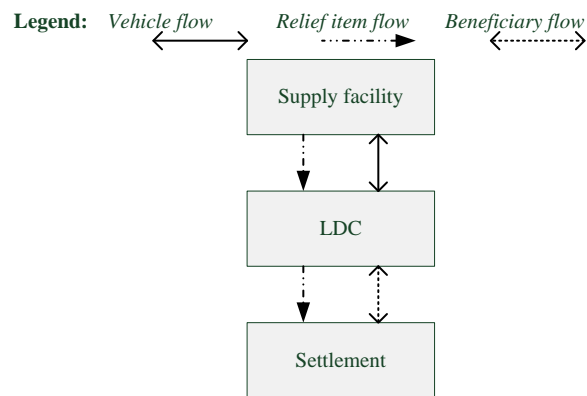 Legend: Vehicle flow Relief item flow Beneficiary flow
Supply facility
LDC
Settlement